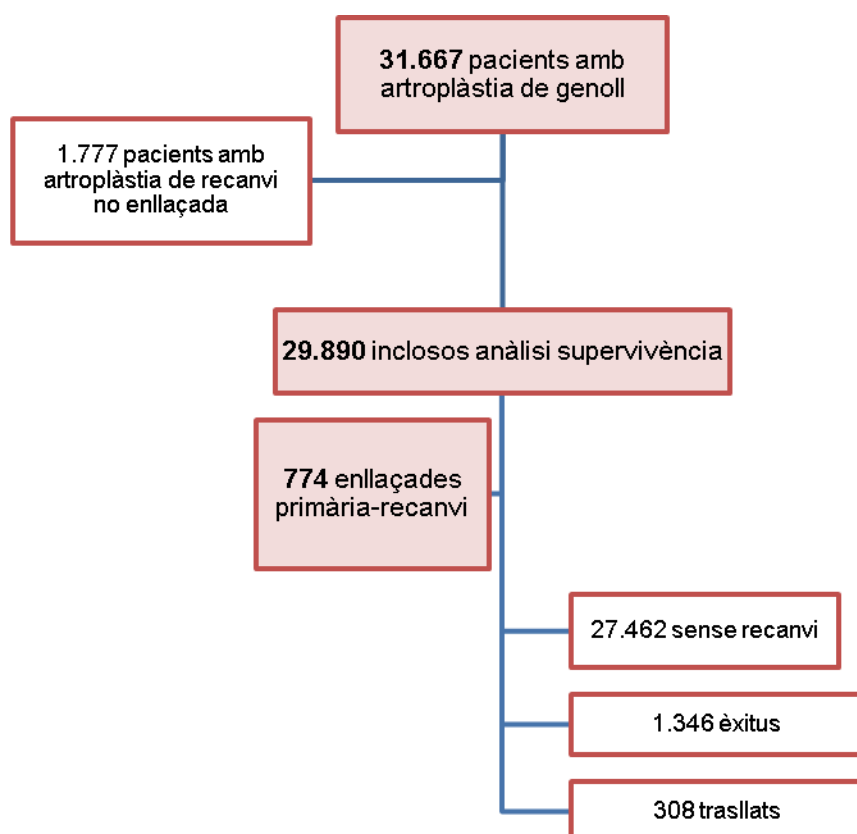 31.667 pacients amb
artroplàstia de genoll
1.777 pacients amb
artroplàstia de recanvi
no enllaçada
29.890 inclosos anàlisi supervivència
774 enllaçades
primària-recanvi
27.462 sense recanvi
1.346 èxitus
308 trasllats